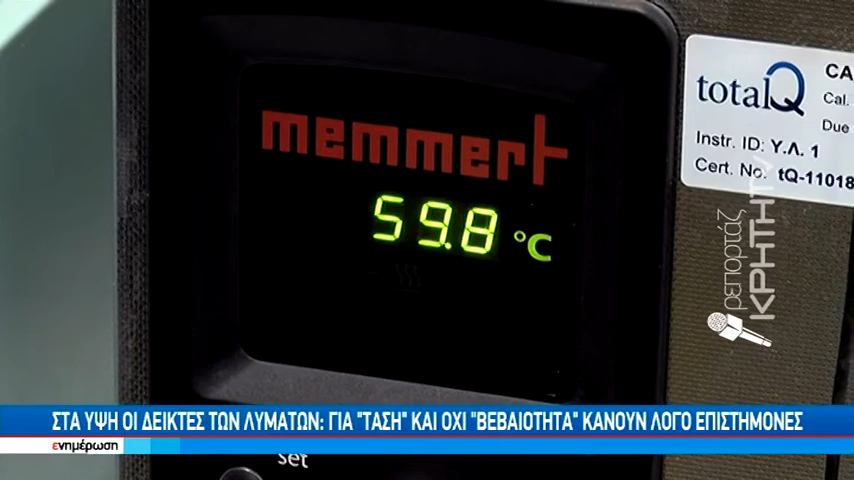 memmert
59.8 °C
totalQ
CA
Cal.
Due
Instr. ID: Υ.Λ. 1
Cert. No. tQ-11018
ρεπορτάζ
ΚΡΗΤΗ TV
ΣΤΑ ΥΨΗ ΟΙ ΔΕΙΚΤΕΣ ΤΩΝ ΛΥΜΑΤΩΝ: ΓΙΑ "ΤΑΣΗ" ΚΑΙ ΟΧΙ "ΒΕΒΑΙΟΤΗΤΑ" ΚΑΝΟΥΝ ΛΟΓΟ ΕΠΙΣΤΗΜΟΝΕΣ
ενημέρωση
set